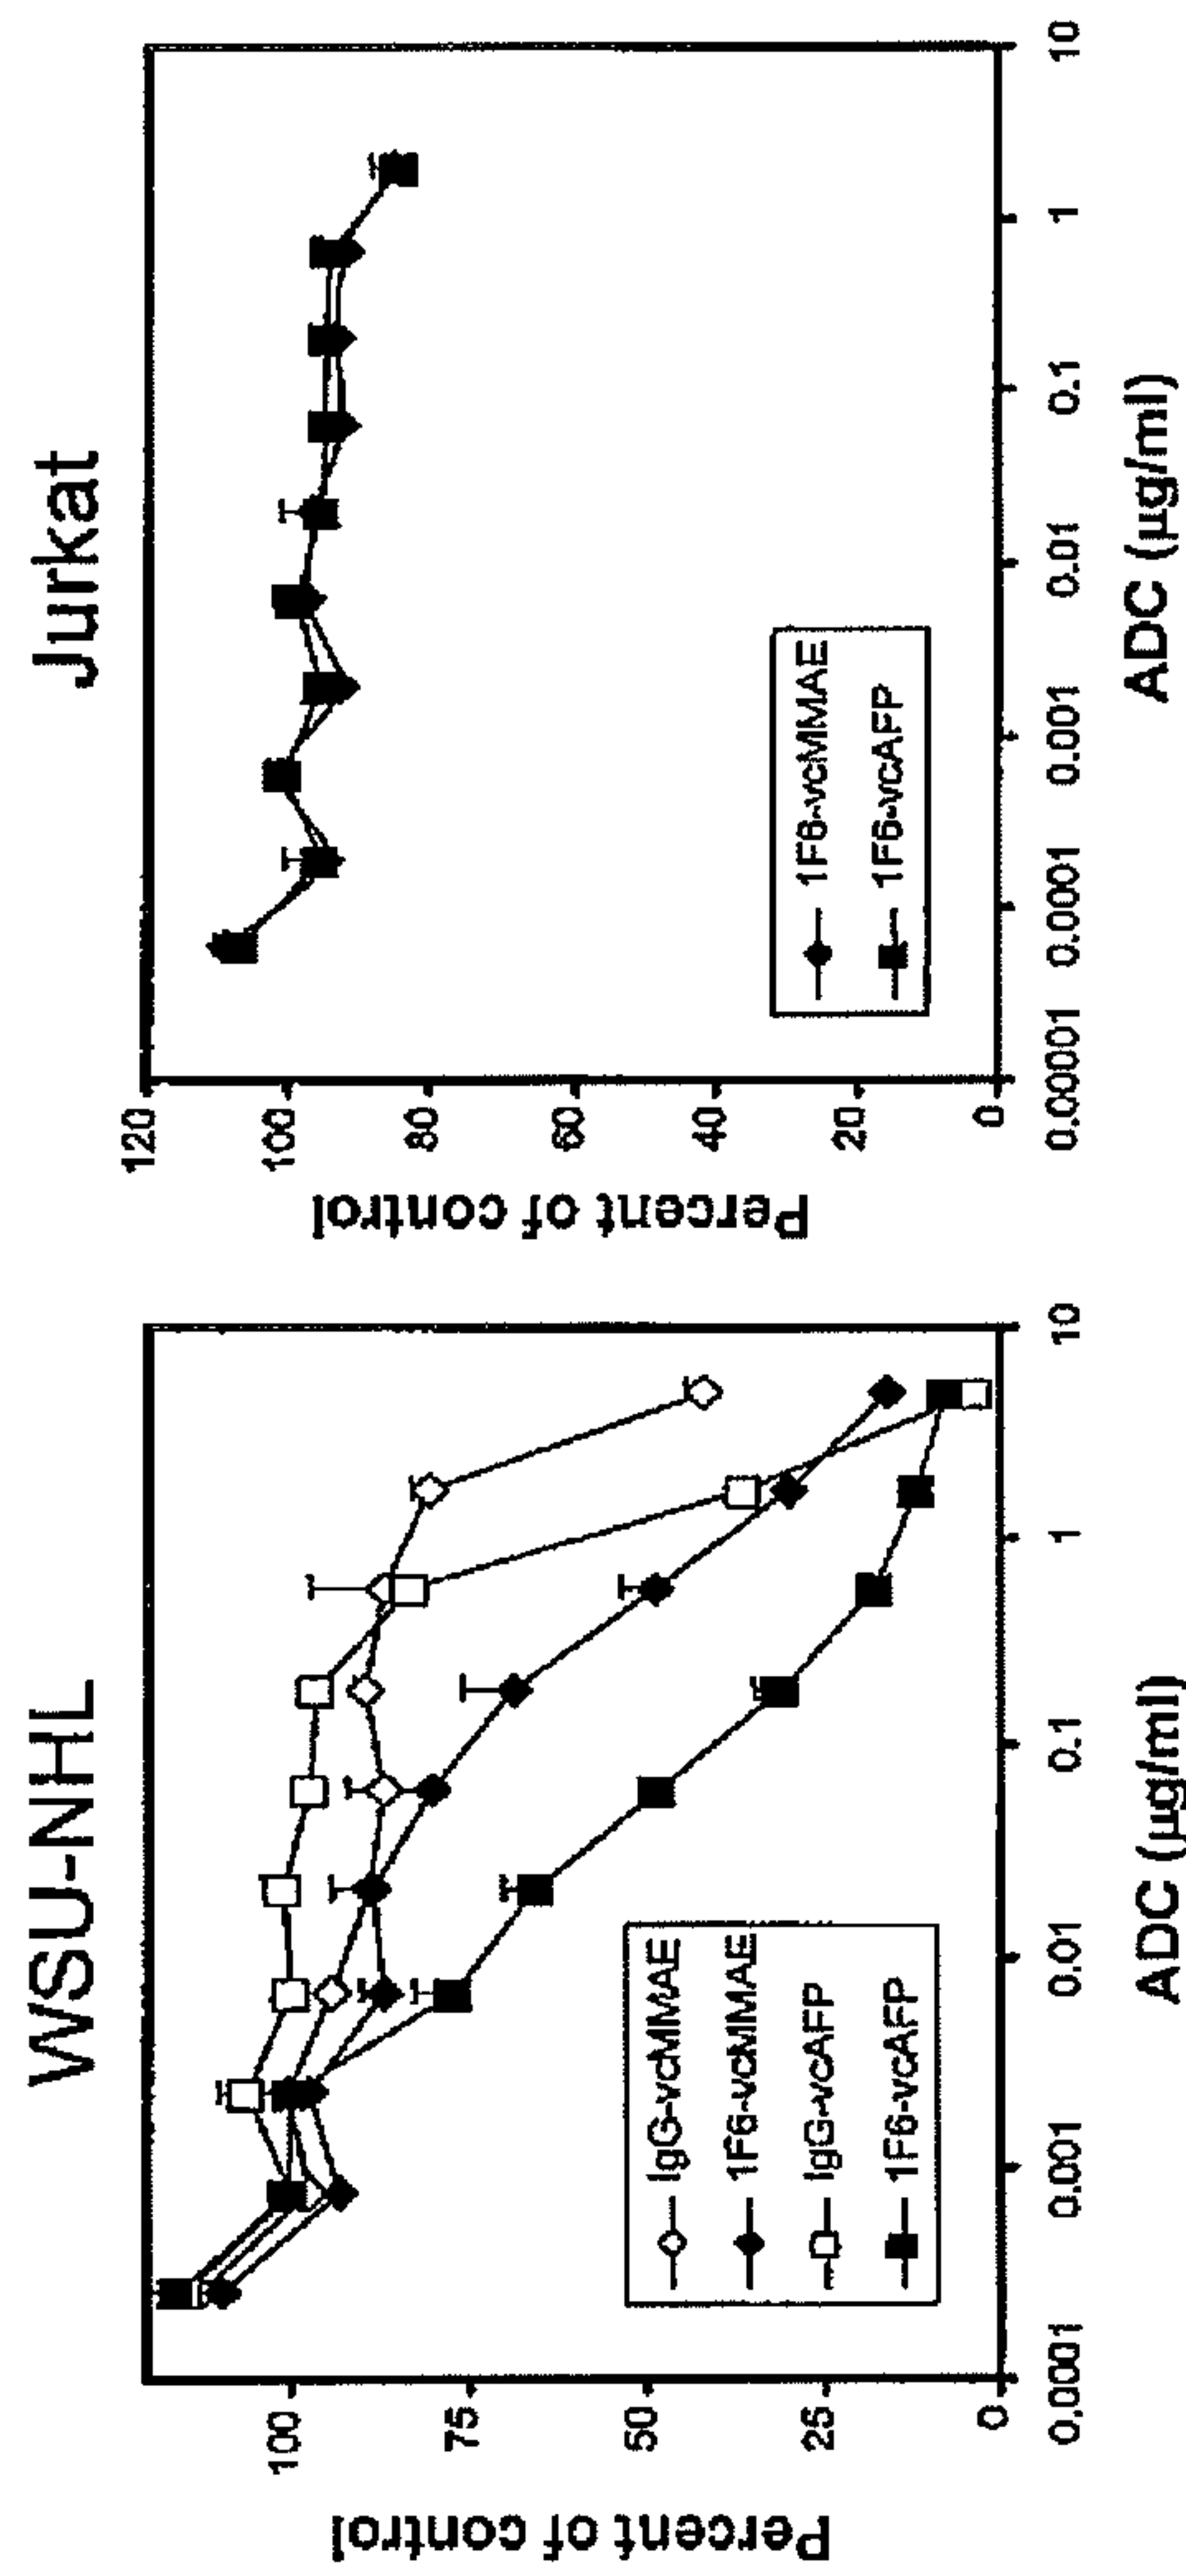 WSU-NHL
Percent of control
100
75
50
25
0
0.0001
0.001
0.01
0.1
1
10
ADC (µg/ml)
IgG-vcMMAE
1F6-vcMMAE
IgG-vcAFP
1F6-vcAFP
Jurkat
Percent of control
120
100
80
60
40
20
0
0.00001
0.0001
0.001
0.01
0.1
1
10
ADC (µg/ml)
1F6-vcMMAE
1F6-vcAFP